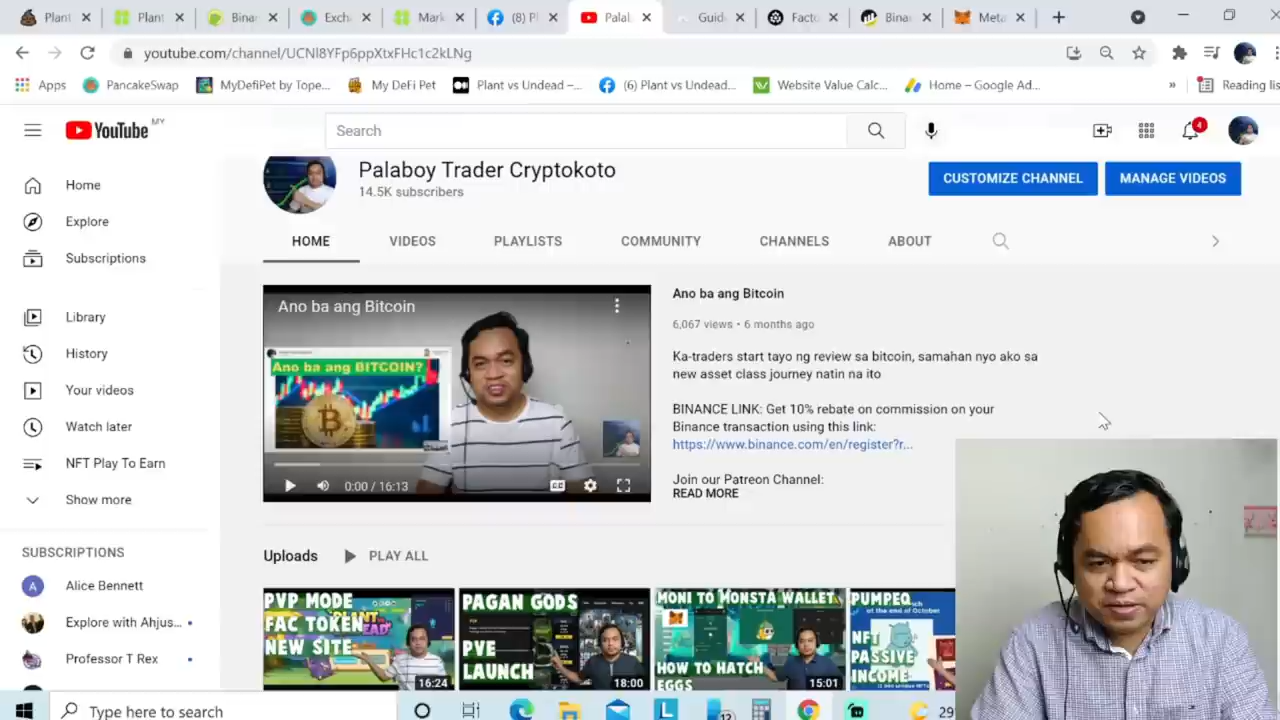 Plant
Plant
Binan
Exch
Mark
(8) Pl
Palab
Guid
Facto
Binar
Meta
youtube.com/channel/UCNl8YFp6ppXtxFHc1c2kLNg
Apps
PancakeSwap
MyDefiPet by Tope...
My DeFi Pet
Plant vs Undead –...
(6) Plant vs Undead...
Website Value Calc...
Home – Google Ad...
»
Reading list
YouTube MY
Search
4
Palaboy Trader Cryptokoto
14.5K subscribers
CUSTOMIZE CHANNEL
MANAGE VIDEOS
Home
Explore
Subscriptions
Library
History
Your videos
Watch later
NFT Play To Earn
Show more
SUBSCRIPTIONS
Alice Bennett
Explore with Ahjus...
Professor T Rex
HOME
VIDEOS
PLAYLISTS
COMMUNITY
CHANNELS
ABOUT
Ano ba ang Bitcoin
Ano ba ang BITCOIN?
0:00 / 16:13
Ano ba ang Bitcoin
6,067 views • 6 months ago
Ka-traders start tayo ng review sa bitcoin, samahan nyo ako sa
new asset class journey natin na ito
BINANCE LINK: Get 10% rebate on commission on your
Binance transaction using this link:
https://www.binance.com/en/register?r...
Join our Patreon Channel:
READ MORE
Uploads
PLAY ALL
PVP MODE
FAC TOKEN
NEW SITE
16:24
PAGAN GODS
PVE
LAUNCH
18:00
MONI TO MONSTA WALLET
HOW TO HATCH
EGGS
15:01
PUMPEQ
at the end of October
NFT
PASSIVE
INCOME
Type here to search
29